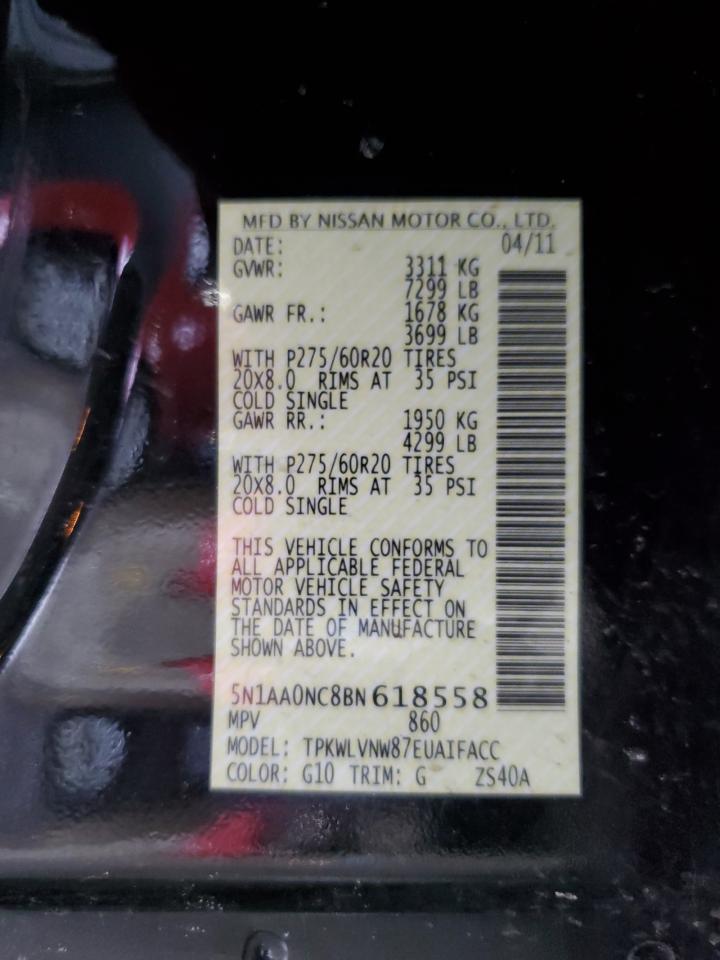 MFD BY NISSAN MOTOR CO., LTD.
DATE: 04/11
GVWR: 3311 KG
7299 LB
GAWR FR.: 1678 KG
3699 LB
WITH P275/60R20 TIRES
20X8.0 RIMS AT 35 PSI
COLD SINGLE
GAWR RR.: 1950 KG
4299 LB
WITH P275/60R20 TIRES
20X8.0 RIMS AT 35 PSI
COLD SINGLE
THIS VEHICLE CONFORMS TO
ALL APPLICABLE FEDERAL
MOTOR VEHICLE SAFETY
STANDARDS IN EFFECT ON
THE DATE OF MANUFACTURE
SHOWN ABOVE.
5N1AA0NC8BN618558
MPV 860
MODEL: TPKWLVNW87EUAIFACC
COLOR: G10 TRIM: G ZS40A